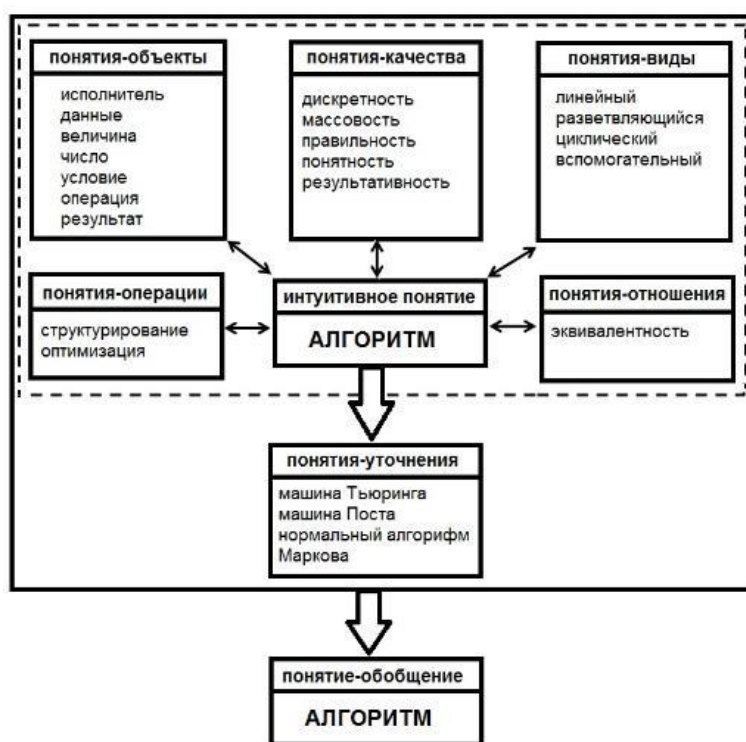 понятия-объекты
исполнитель
данные
величина
число
условие
операция
результат
понятия-качества
дискретность
массовость
правильность
понятность
результативность
понятия-виды
линейный
разветвляющийся
циклический
вспомогательный
понятия-операции
структурирование
оптимизация
интуитивное понятие
АЛГОРИТМ
понятия-отношения
эквивалентность
понятия-уточнения
машина Тьюринга
машина Поста
нормальный алгорифм
Маркова
понятие-обобщение
АЛГОРИТМ